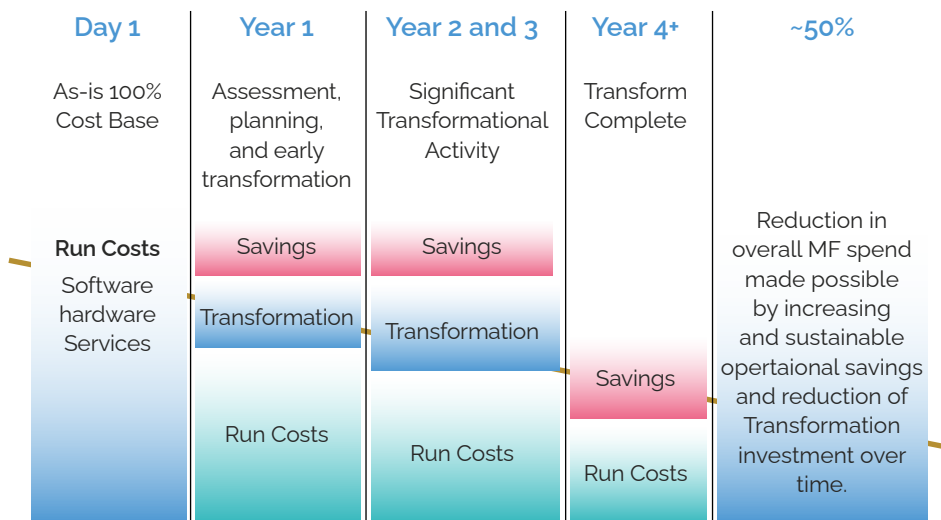 Day 1
As-is 100%
Cost Base
Run Costs
Software
hardware
Services
Year 1
Assessment,
planning,
and early
transformation
Savings
Transformation
Run Costs
Year 2 and 3
Significant
Transformational
Activity
Savings
Transformation
Run Costs
Year 4+
Transform
Complete
Savings
Run Costs
~50%
Reduction in
overall MF spend
made possible
by increasing
and sustainable
opertaional savings
and reduction of
Transformation
investment over
time.